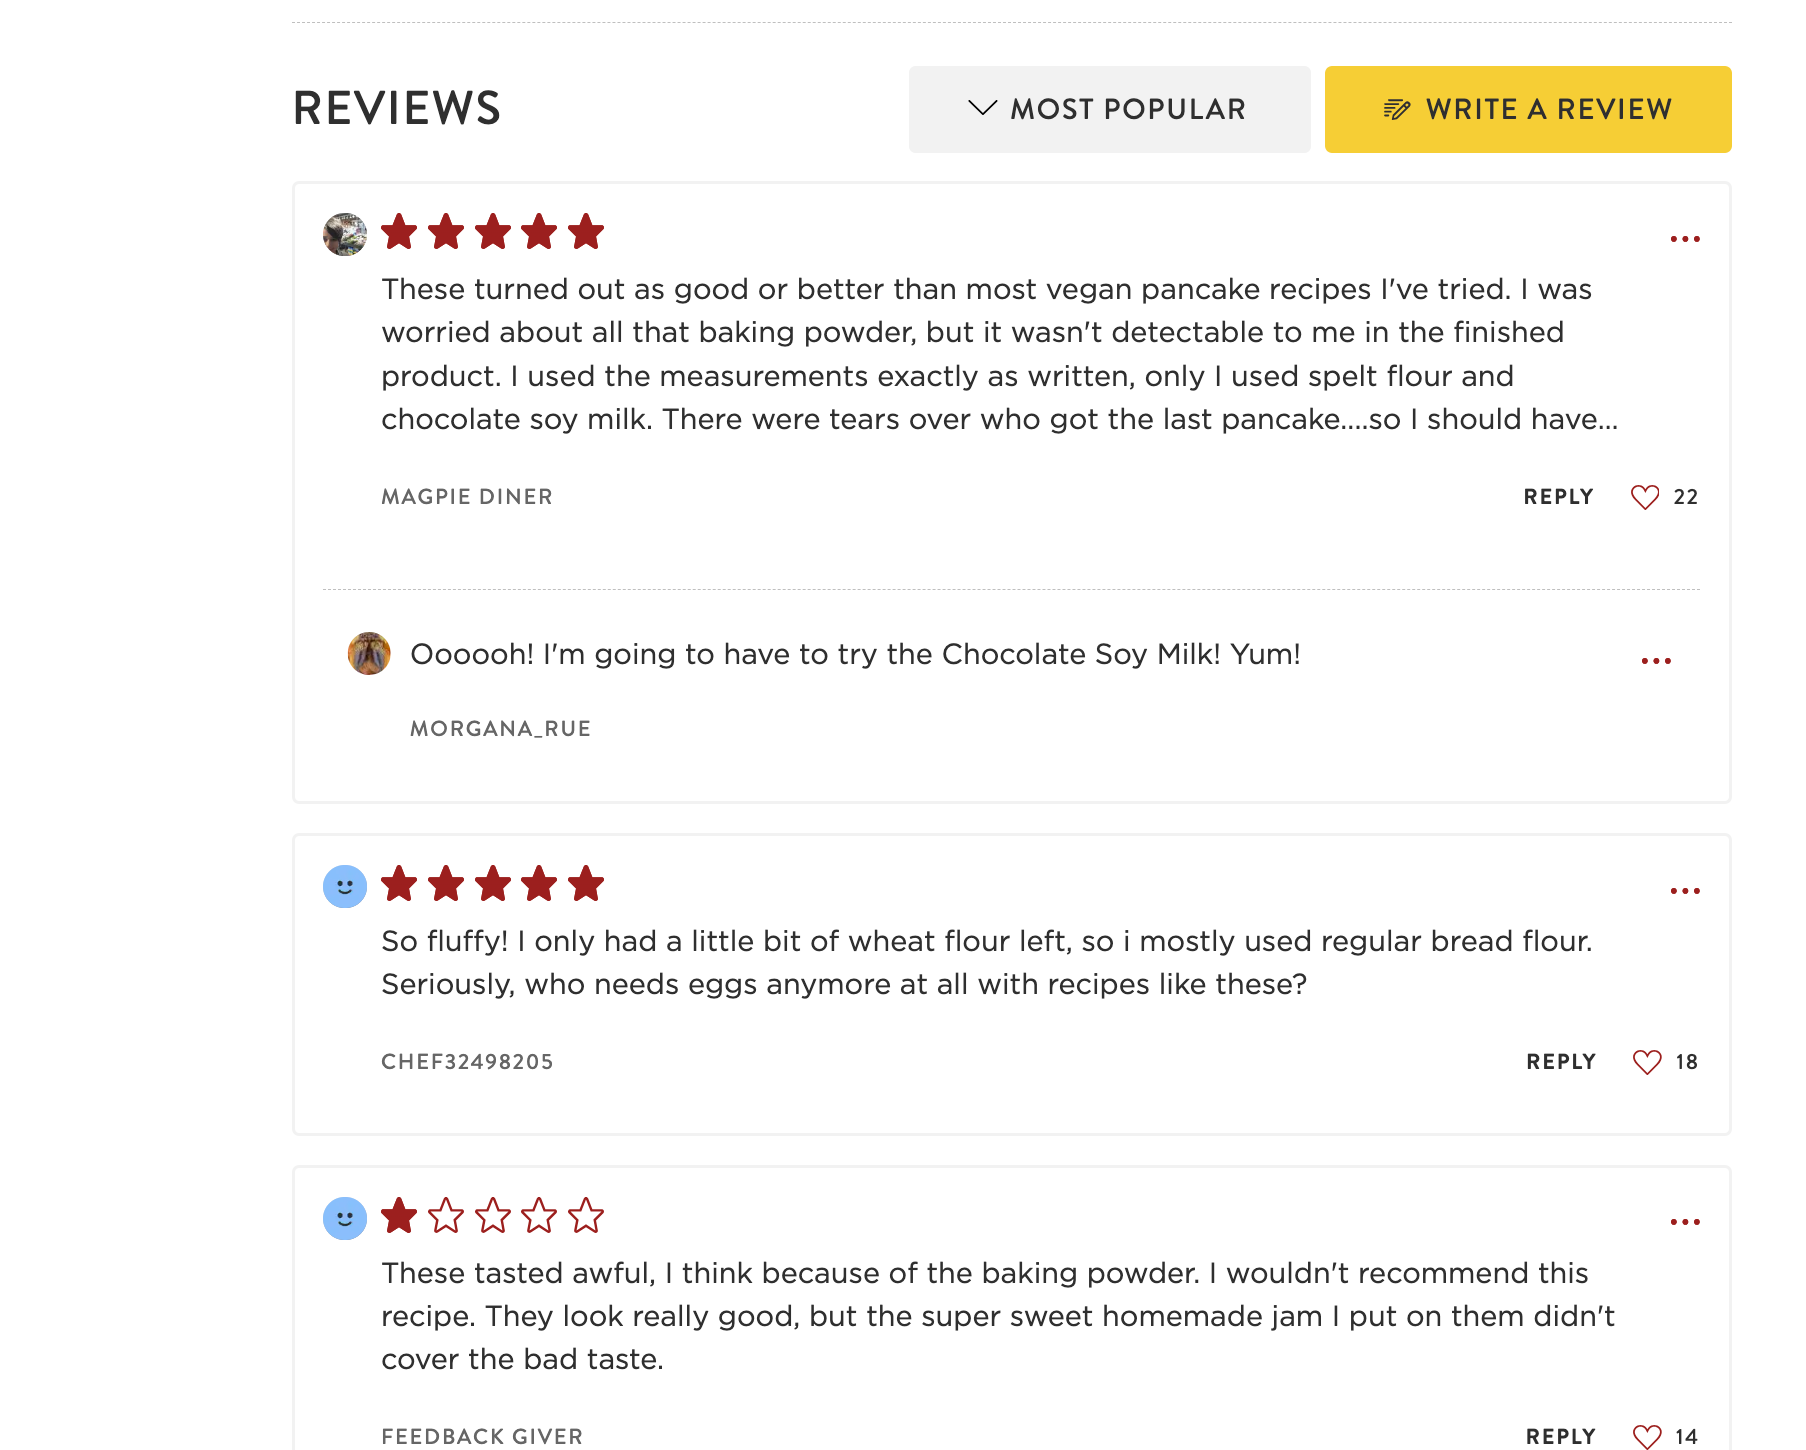 REVIEWS
MOST POPULAR
WRITE A REVIEW
These turned out as good or better than most vegan pancake recipes I've tried. I was
worried about all that baking powder, but it wasn't detectable to me in the finished
product. I used the measurements exactly as written, only I used spelt flour and
chocolate soy milk. There were tears over who got the last pancake....so I should have...
MAGPIE DINER
REPLY
22
Oooooh! I'm going to have to try the Chocolate Soy Milk! Yum!
MORGANA_RUE
So fluffy! I only had a little bit of wheat flour left, so i mostly used regular bread flour.
Seriously, who needs eggs anymore at all with recipes like these?
CHEF32498205
REPLY
18
These tasted awful, I think because of the baking powder. I wouldn't recommend this
recipe. They look really good, but the super sweet homemade jam I put on them didn't
cover the bad taste.
FEEDBACK GIVER
REPLY
14